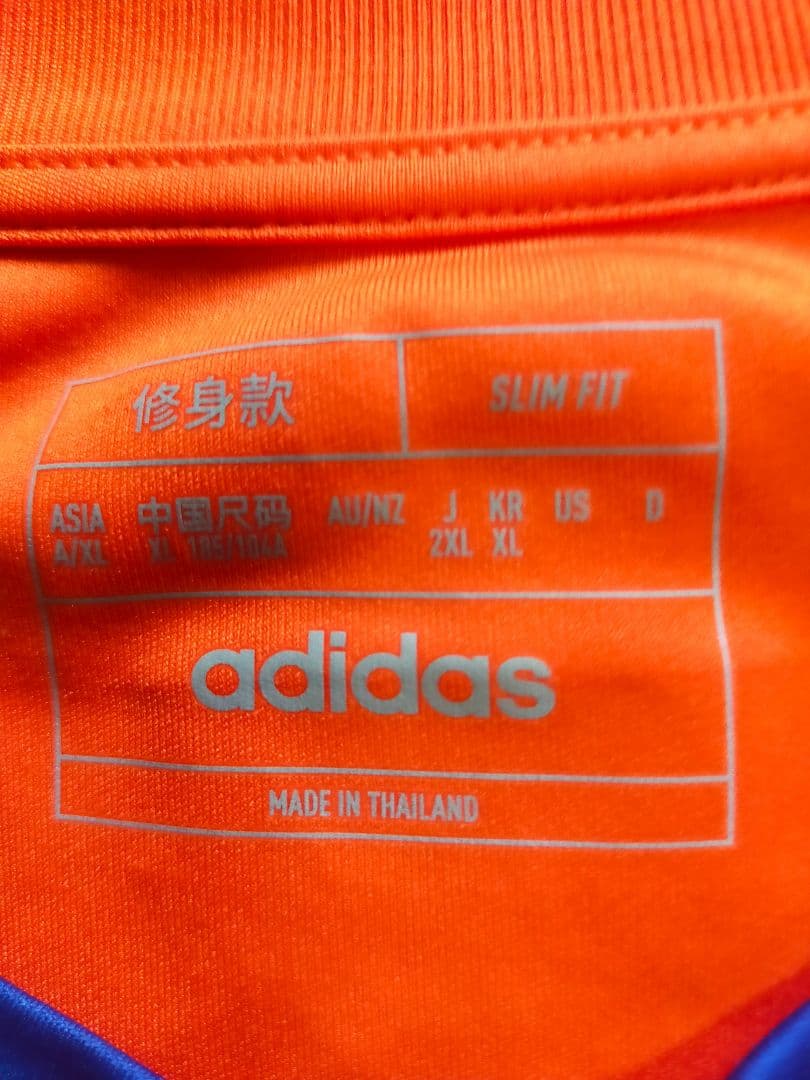 修身款 SLIM FIT
ASIA 中国尺码 AU/NZ J KR US D
A/XL XL 185/104A 2XL XL
adidas
MADE IN THAILAND